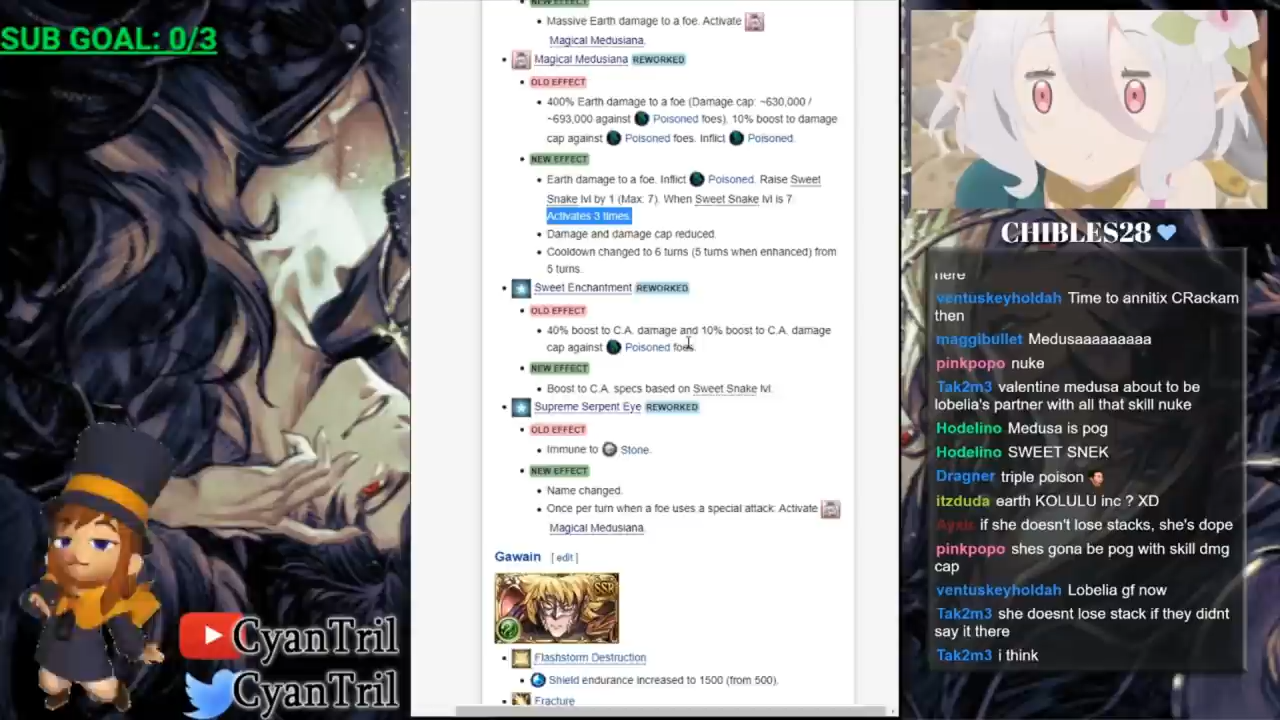 SUB GOAL: 0/3
NEW EFFECT
Massive Earth damage to a foe. Activate
Magical Medusiana.
Magical Medusiana REWORKED
OLD EFFECT
400% Earth damage to a foe (Damage cap: ~630,000 /
~693,000 against Poisoned foes). 10% boost to damage
cap against Poisoned foes. Inflict Poisoned.
NEW EFFECT
Earth damage to a foe. Inflict Poisoned. Raise Sweet
Snake lvl by 1 (Max: 7). When Sweet Snake lvl is 7:
Activates 3 times.
Damage and damage cap reduced.
Cooldown changed to 6 turns (5 turns when enhanced) from
5 turns.
Sweet Enchantment REWORKED
OLD EFFECT
40% boost to C.A. damage and 10% boost to C.A. damage
cap against Poisoned foes.
NEW EFFECT
Boost to C.A. specs based on Sweet Snake lvl.
Supreme Serpent Eye REWORKED
OLD EFFECT
Immune to Stone.
NEW EFFECT
Name changed.
Once per turn when a foe uses a special attack: Activate
Magical Medusiana.
Gawain [ edit ]
SSR
Flashstorm Destruction
Shield endurance increased to 1500 (from 500).
Fracture
CyanTril
CyanTril
CHIBLES28
here
ventuskeyholdah Time to annitix CRackam
then
maggibullet Medusaaaaaaaaa
pinkpopo nuke
Tak2m3 valentine medusa about to
be lobelia's partner with all that skill nuke
Hodelino Medusa is pog
Hodelino SWEET SNEK
Dragner triple poison
itzduda earth KOLULU inc ? XD
if she doesn't lose stacks, she's dope
pinkpopo shes gona be pog with skill dmg
cap
ventuskeyholdah Lobelia gf now
Tak2m3 she doesnt lose stack if they didnt
say it there
Tak2m3 i think